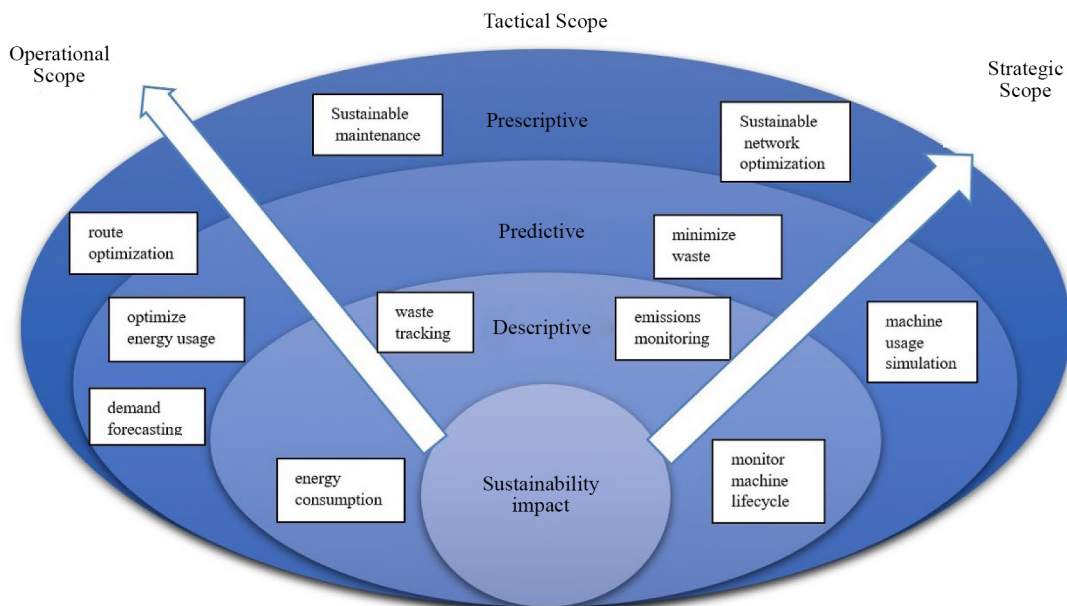 Tactical Scope
Operational
Scope
Strategic
Scope
Sustainable
maintenance
Prescriptive
Sustainable
network
optimization
route
optimization
Predictive
minimize
waste
optimize
energy usage
waste
tracking
Descriptive
emissions
monitoring
machine
usage
simulation
demand
forecasting
energy
consumption
Sustainability
impact
monitor
machine
lifecycle